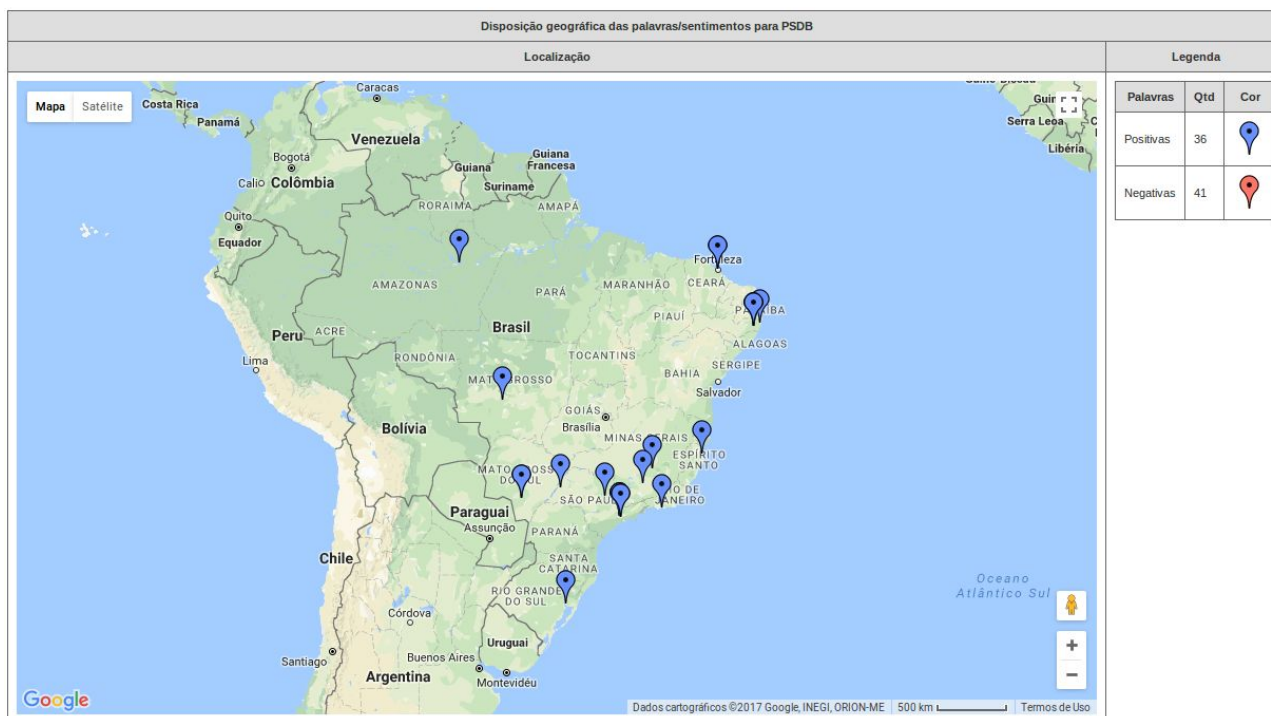 Disposição geográfica das palavras/sentimentos para PSDB
Localização
Legenda
Mapa Satélite
Palavras Qtd Cor
Positivas 36
Negativas 41
Caracas
Costa Rica
Panamá
Venezuela
Serra Leoa
Libéria
Bogotá
Guiana
Guiana Francesa
Cali
Colômbia
Suriname
RORAIMA
AMAPÁ
Quito
Equador
AMAZONAS
PARÁ
MARANHÃO
CEARÁ
PIAUÍ
Peru
ACRE
Brasil
ALAGOAS
RONDÔNIA
TOCANTINS
SERGIPE
Lima
BAHIA
Salvador
GOIÁS
Brasília
Bolívia
MINAS GERAIS
ESPÍRITO SANTO
MATO GROSSO DO SUL
Paraguai
Assunção
PARANÁ
Chile
SANTA CATARINA
RIO GRANDE DO SUL
Oceano Atlântico Sul
Córdova
Uruguai
Santiago
Buenos Aires
Argentina
Montevidéu
Google
Dados cartográficos ©2017 Google, INEGI, ORION-ME 500 km Termos de Uso